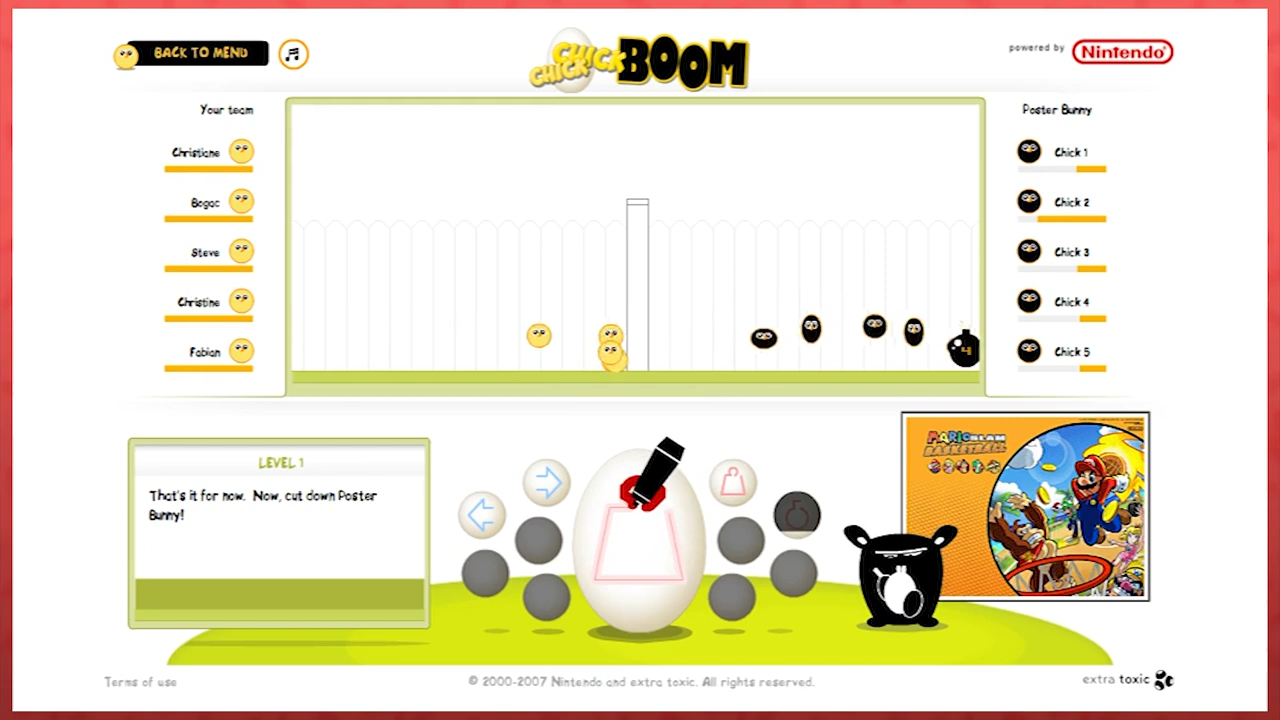 BACK TO MENU
CHICK CHICK BOOM
powered by Nintendo
Your team
Poster Bunny
Christiane
Bogac
Steve
Christine
Fabian
Chick 1
Chick 2
Chick 3
Chick 4
Chick 5
4
LEVEL 1
That's it for now. Now, cut down Poster
Bunny!
MARIO SLAM
BASKETBALL
Terms of use
© 2000-2007 Nintendo and extra toxic. All rights reserved.
extra toxic